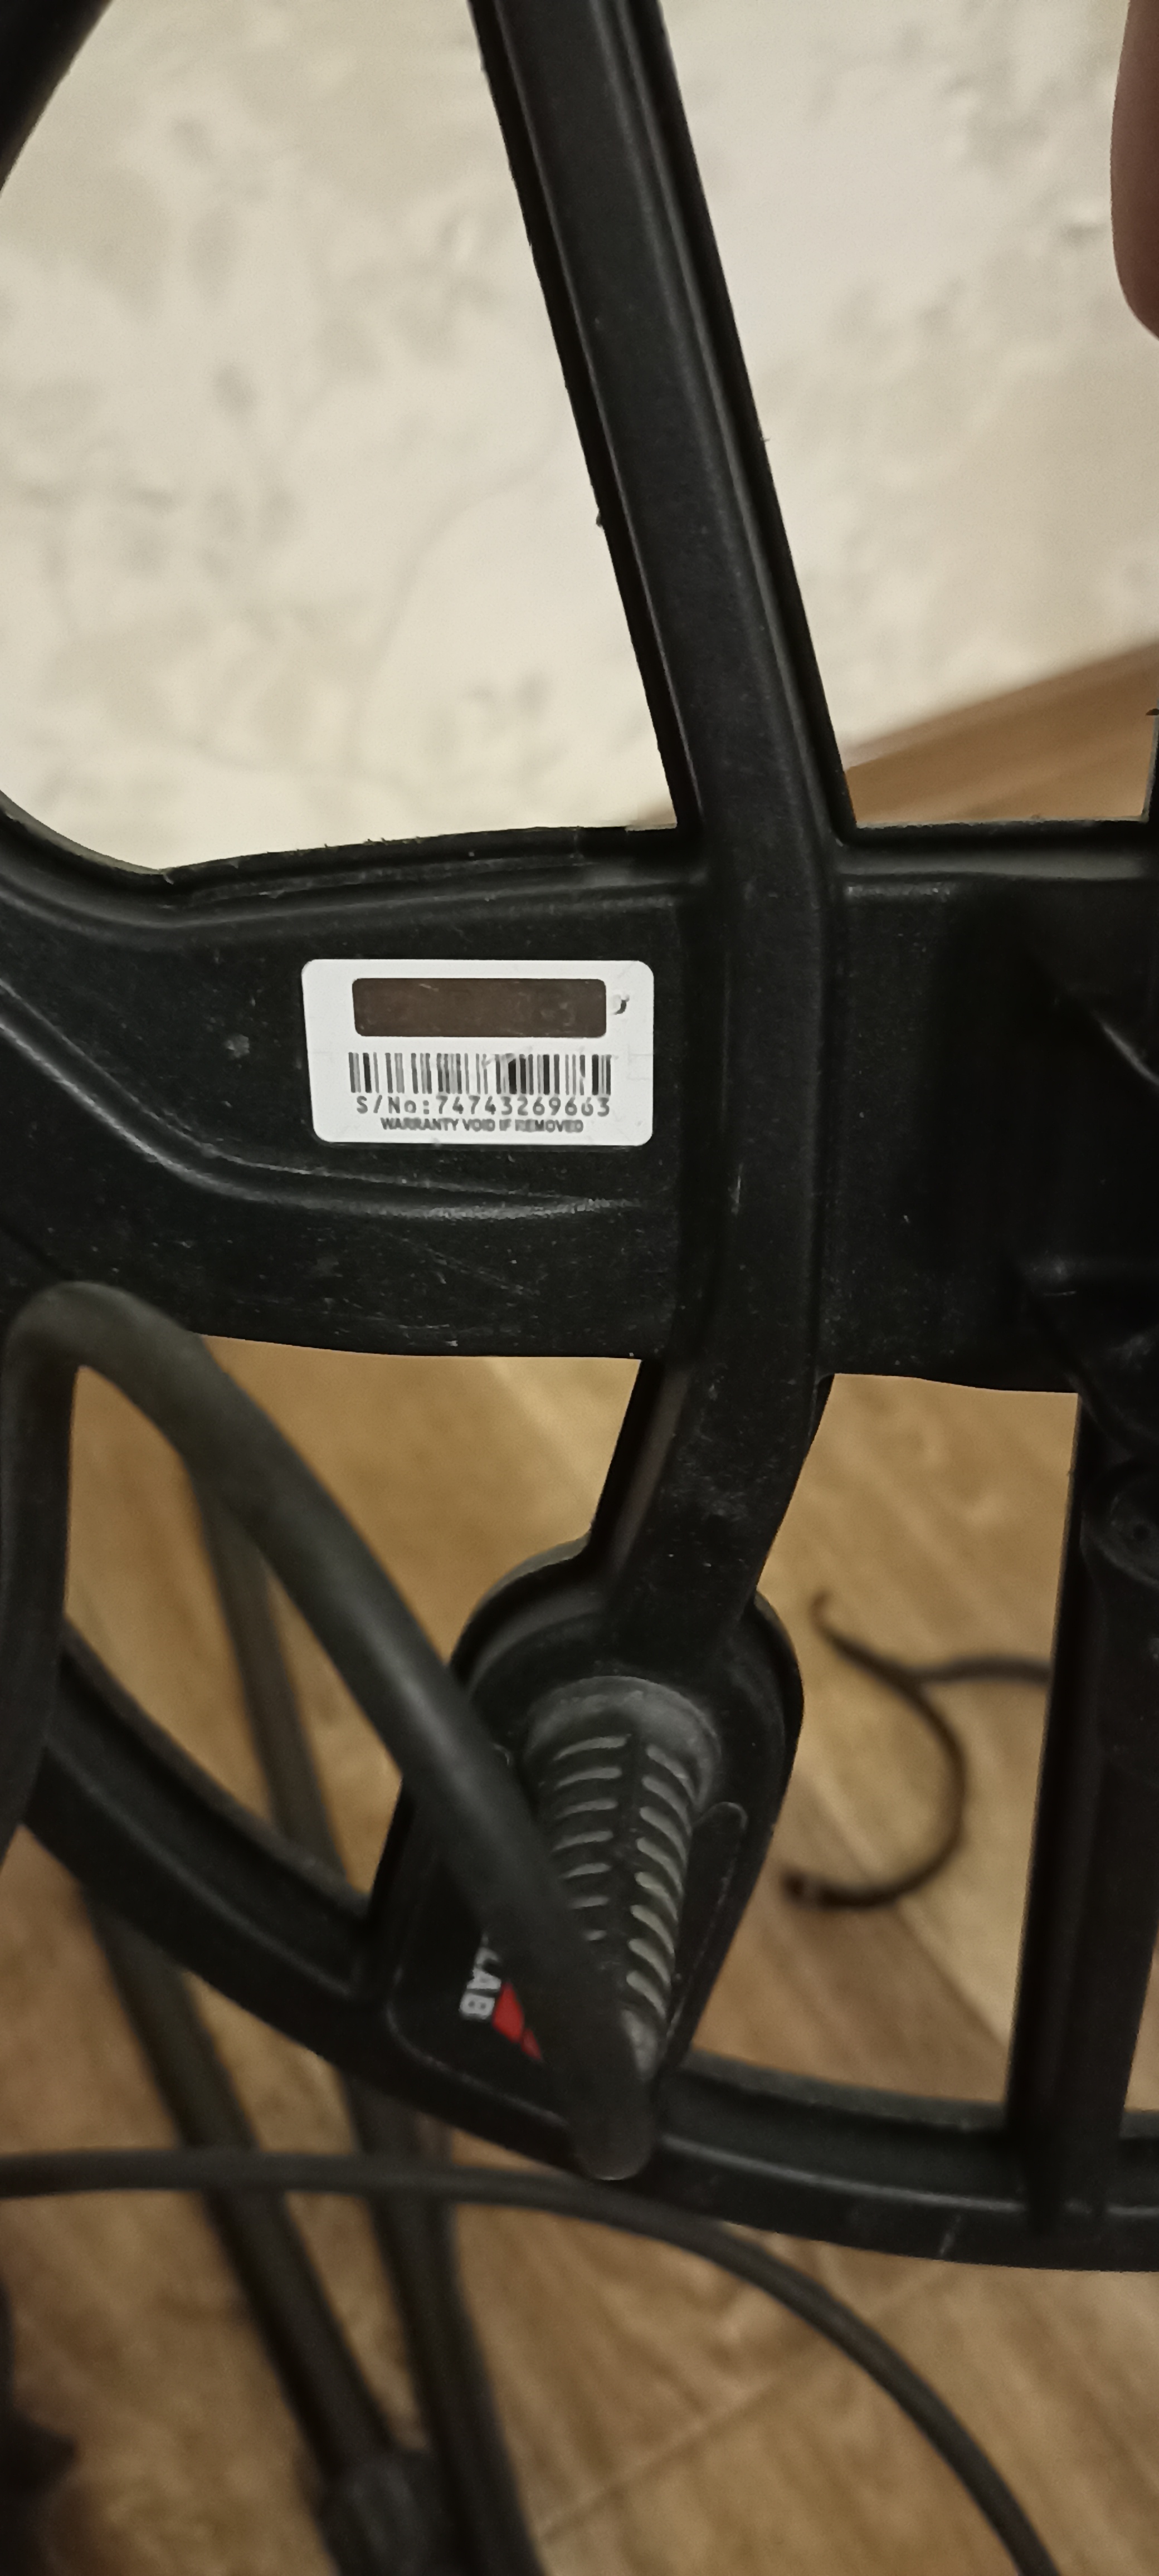 S/No:74743269663
WARRANTY VOID IF REMOVED
LAB